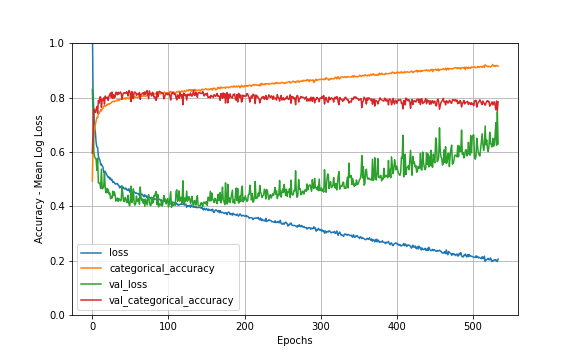 1.0
0.8
0.6
0.4
0.2
0.0
Accuracy - Mean Log Loss
loss
categorical_accuracy
val_loss
val_categorical_accuracy
0 100 200 300 400 500
Epochs